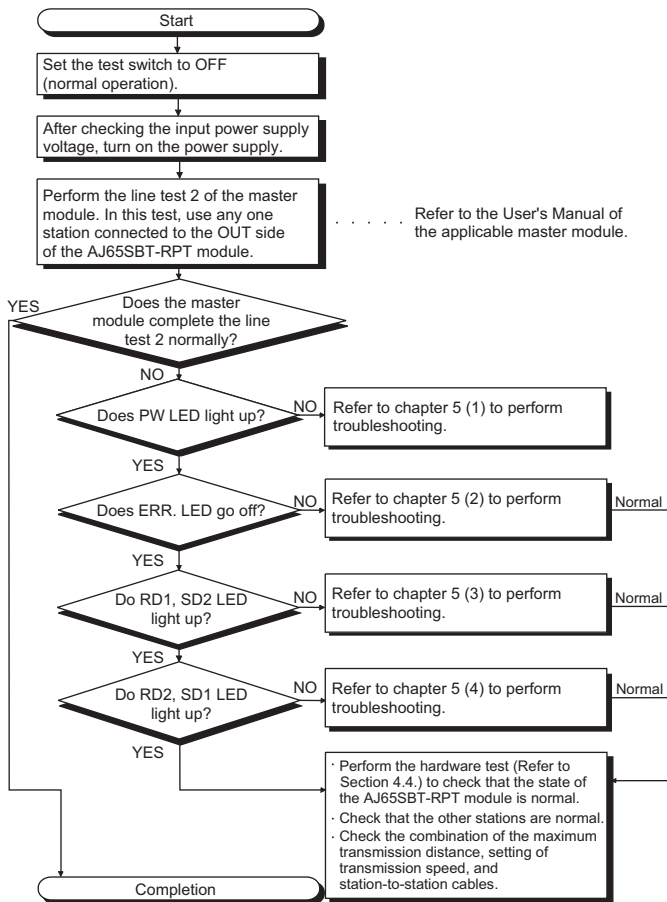 Start
Set the test switch to OFF
(normal operation).
After checking the input power supply
voltage, turn on the power supply.
Perform the line test 2 of the master
module. In this test, use any one
station connected to the OUT side
of the AJ65SBT-RPT module.
. . . . .
Refer to the User's Manual of
the applicable master module.
YES
Does the master
module complete the line
test 2 normally?
NO
Does PW LED light up?
NO
Refer to chapter 5 (1) to perform
troubleshooting.
YES
Does ERR. LED go off?
NO
Refer to chapter 5 (2) to perform
troubleshooting.
Normal
YES
Do RD1, SD2 LED
light up?
NO
Refer to chapter 5 (3) to perform
troubleshooting.
Normal
YES
Do RD2, SD1 LED
light up?
NO
Refer to chapter 5 (4) to perform
troubleshooting.
Normal
YES
· Perform the hardware test (Refer to
Section 4.4.) to check that the state of
the AJ65SBT-RPT module is normal.
· Check that the other stations are normal.
· Check the combination of the maximum
transmission distance, setting of
transmission speed, and
station-to-station cables.
Completion